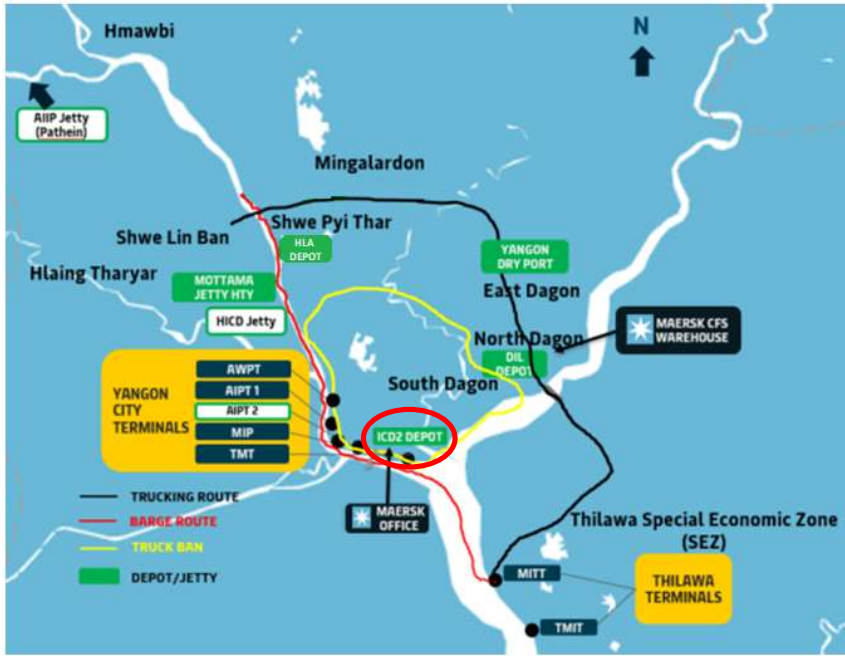 Hmawbi
N
AIIP Jetty
(Pathein)
Mingalardon
Shwe Pyi Thar
Shwe Lin Ban
HLA
DEPOT
YANGON
DRY PORT
Hlaing Tharyar
MOTTAMA
JETTY HTY
East Dagon
HICD Jetty
North Dagon
MAERSK CFS
WAREHOUSE
DIL
DEPOT
South Dagon
YANGON
CITY
TERMINALS
AWPT
AIPT 1
AIPT 2
MIP
TMT
ICD2 DEPOT
TRUCKING ROUTE
BARGE ROUTE
TRUCK BAN
DEPOT/JETTY
MAERSK
OFFICE
Thilawa Special Economic Zone
(SEZ)
MITT
TMIT
THILAWA
TERMINALS